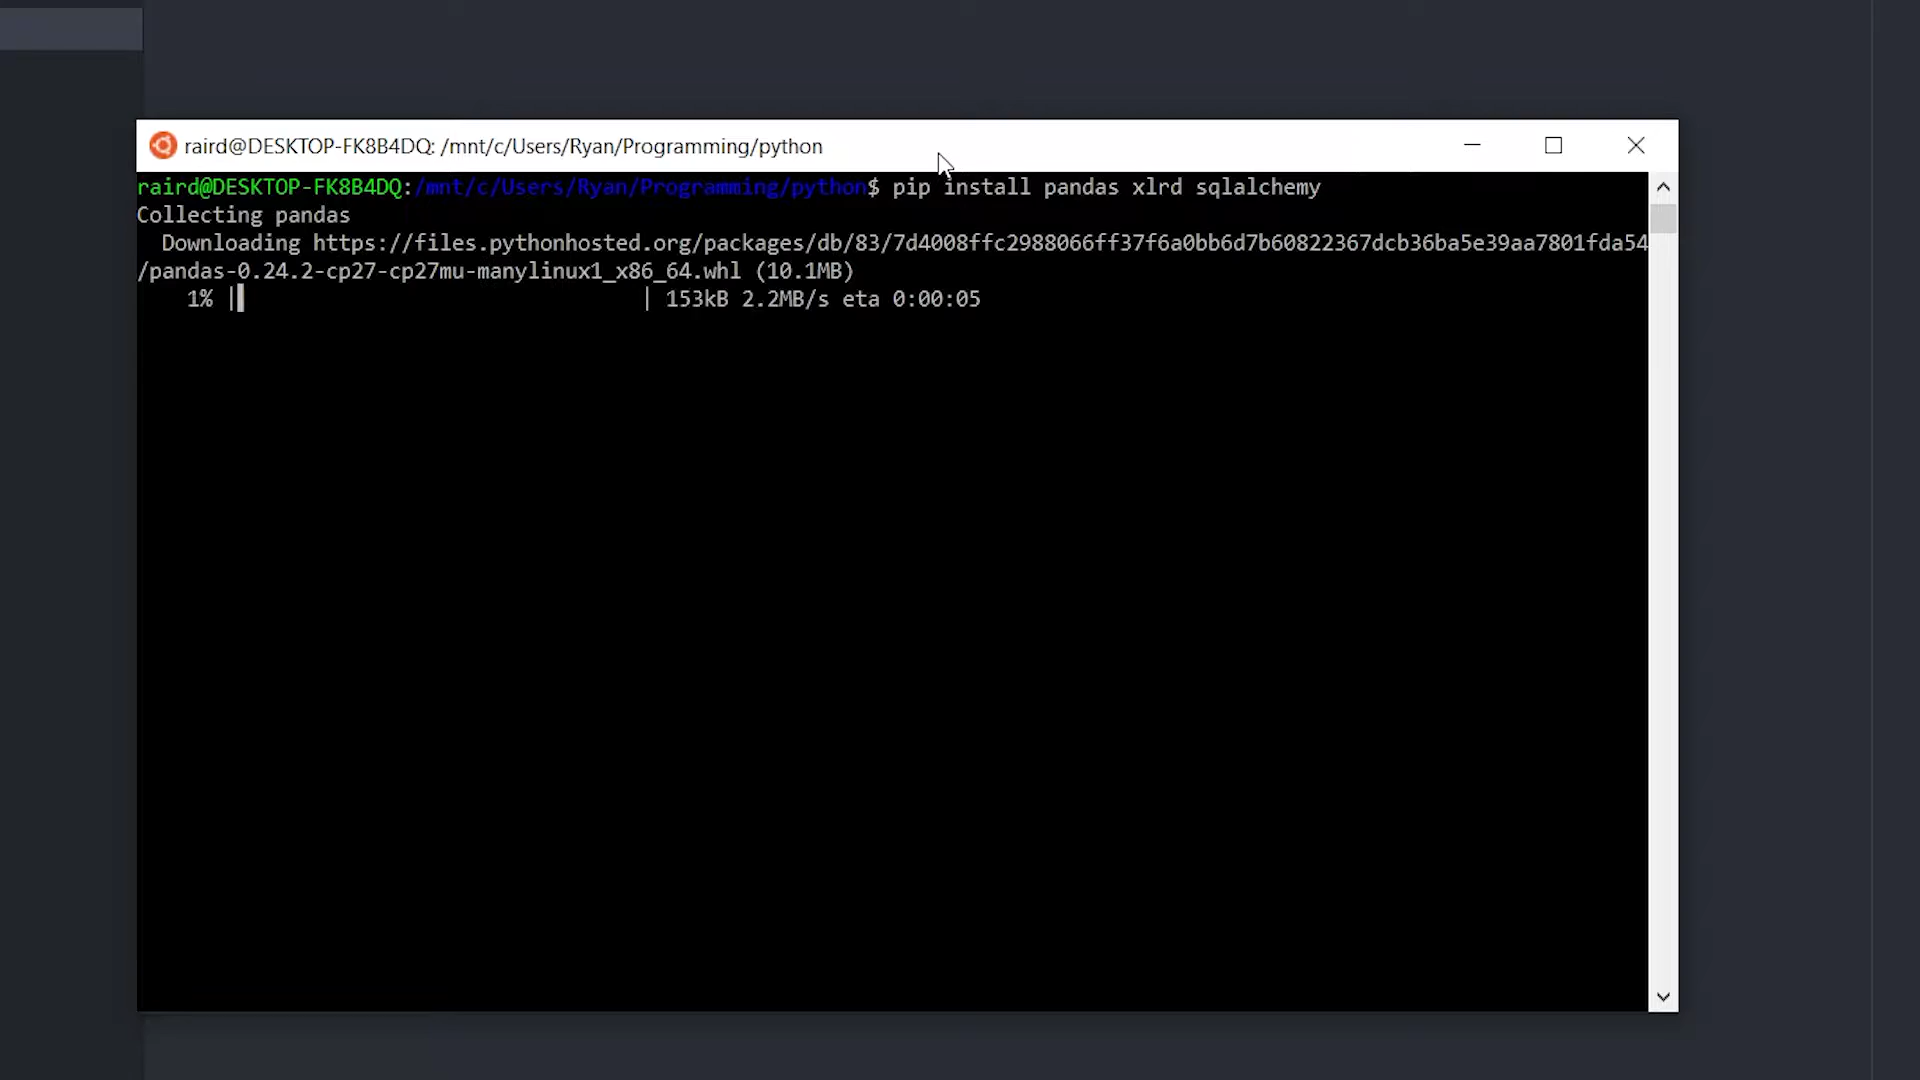 raird@DESKTOP-FK8B4DQ: /mnt/c/Users/Ryan/Programming/python
raird@DESKTOP-FK8B4DQ:/mnt/c/Users/Ryan/Programming/python$ pip install pandas xlrd sqlalchemy
Collecting pandas
Downloading https://files.pythonhosted.org/packages/db/83/7d4008ffc2988066ff37f6a0bb6d7b60822367dcb36ba5e39aa7801fda54
/pandas-0.24.2-cp27-cp27mu-manylinux1_x86_64.whl (10.1MB)
1% | | 153kB 2.2MB/s eta 0:00:05